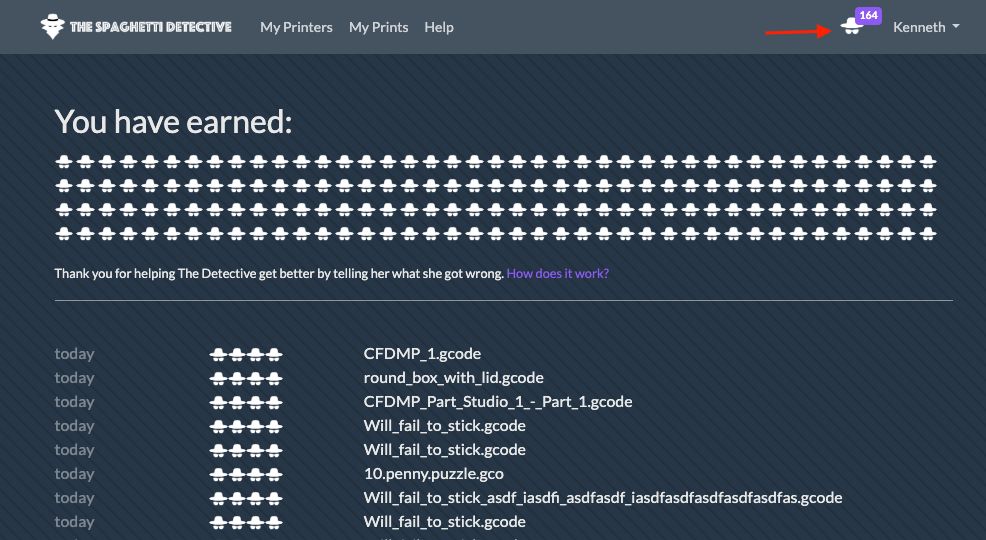 THE SPAGHETTI DETECTIVE My Printers My Prints Help 164 Kenneth
You have earned:
Thank you for helping The Detective get better by telling her what she got wrong. How does it work?
today CFDMP_1.gcode
today round_box_with_lid.gcode
today CFDMP_Part_Studio_1_-_Part_1.gcode
today Will_fail_to_stick.gcode
today Will_fail_to_stick.gcode
today 10.penny.puzzle.gco
today Will_fail_to_stick_asdf_iasdfi_asdfasdf_iasdfasdfasdfasdfasdfas.gcode
today Will_fail_to_stick.gcode